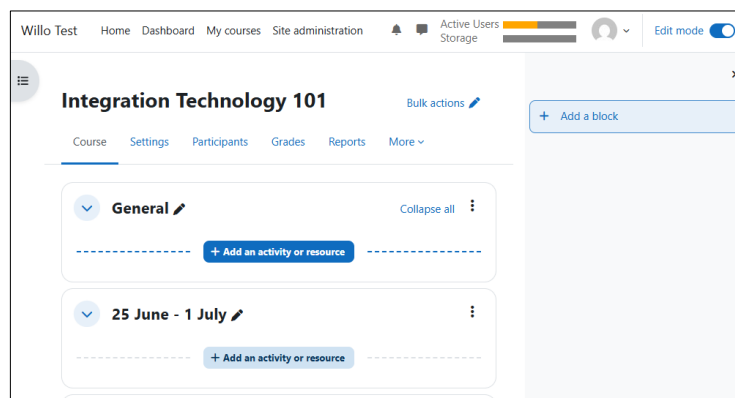 Willo Test Home Dashboard My courses Site administration Active Users Edit mode
Storage
Integration Technology 101 Bulk actions
+ Add a block
Course Settings Participants Grades Reports More
General Collapse all
+ Add an activity or resource
25 June - 1 July
+ Add an activity or resource